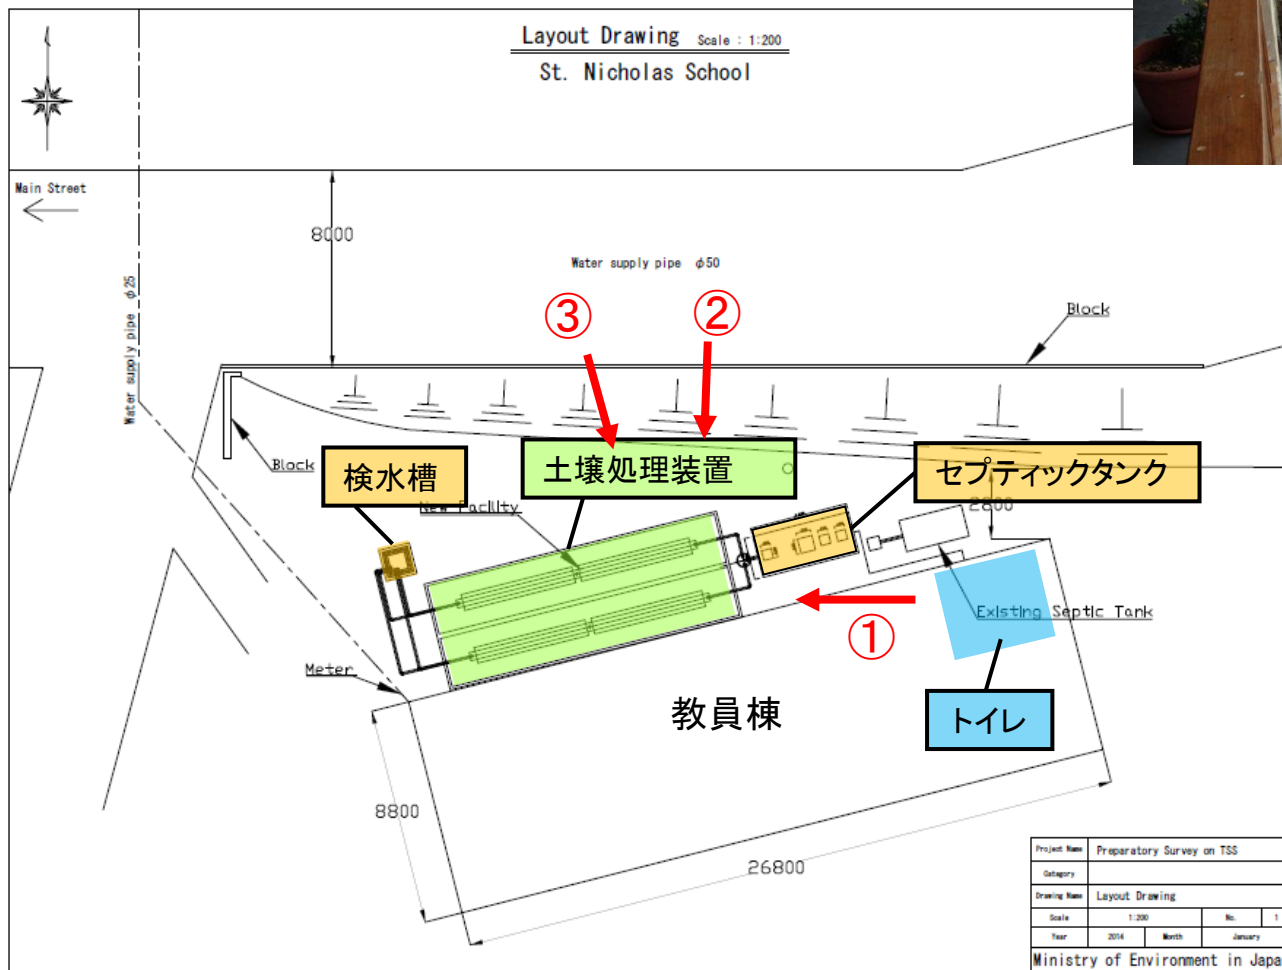 Layout Drawing Scale : 1:200
St. Nicholas School
Main Street
8000
Water supply pipe φ50
Water supply pipe φ25
③
②
Block
Block
検水槽
土壌処理装置
セプティックタンク
New Facility
2800
Existing Septic Tank
①
Meter
教員棟
トイレ
8800
26800
Project Name Preparatory Survey on TSS
Category
Drawing Name Layout Drawing
Scale 1:200 No. 1
Year 2014 Month January
Ministry of Environment in Japa